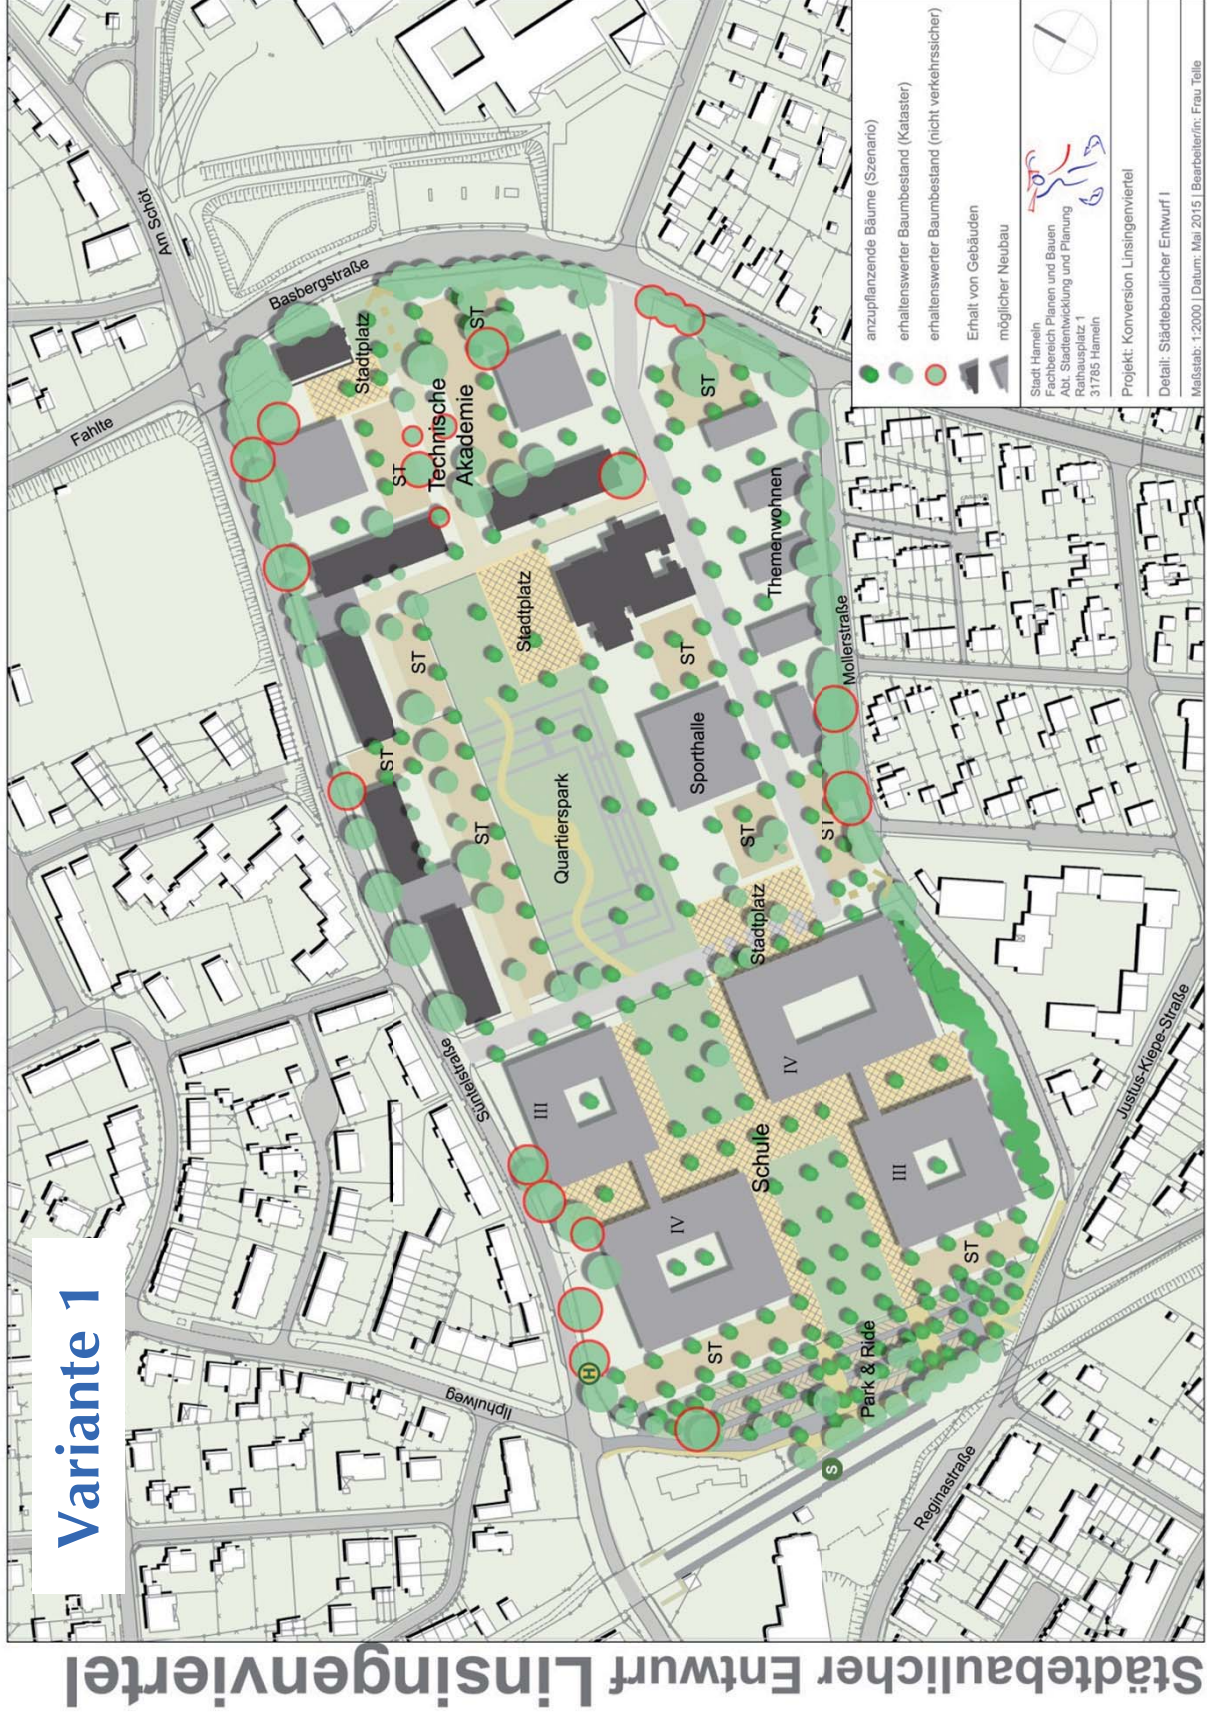 Variante 1
Städtebaulicher Entwurf Linsingenviertel
Am Schöt
Basbergstraße
Fahlte
Stadtplatz
ST
Technische
Akademie
ST
ST
Themenwohnen
Stadtplatz
ST
ST
ST
ST
Quartierspark
Sporthalle
Mollerstraße
ST
ST
Stadtplatz
Süntelstraße
III
IV
Schule
IV
III
ST
ST
Park & Ride
H
S
Ilphulweg
Reginastraße
Justus-Kiepe-Straße
anzupflanzende Bäume (Szenario)
erhaltenswerter Baumbestand (Kataster)
erhaltenswerter Baumbestand (nicht verkehrssicher)
Erhalt von Gebäuden
möglicher Neubau
Stadt Hameln
Fachbereich Planen und Bauen
Abt. Stadtentwicklung und Planung
Rathausplatz 1
31785 Hameln
Projekt: Konversion Linsingenviertel
Detail: Städtebaulicher Entwurf I
Maßstab: 1:2000 | Datum: Mai 2015 | Bearbeiter/in: Frau Telle